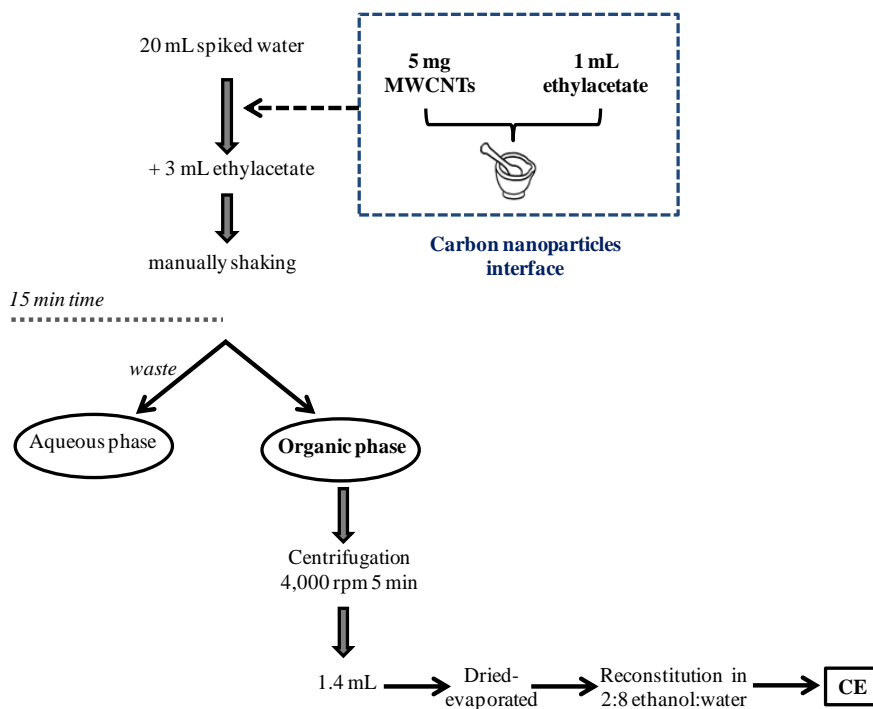 20 mL spiked water
5 mg
MWCNTs
1 mL
ethylacetate
+ 3 mL ethylacetate
manually shaking
Carbon nanoparticles
interface
15 min time
waste
Aqueous phase
Organic phase
Centrifugation
4,000 rpm 5 min
1.4 mL
Dried-
evaporated
Reconstitution in
2:8 ethanol:water
CE